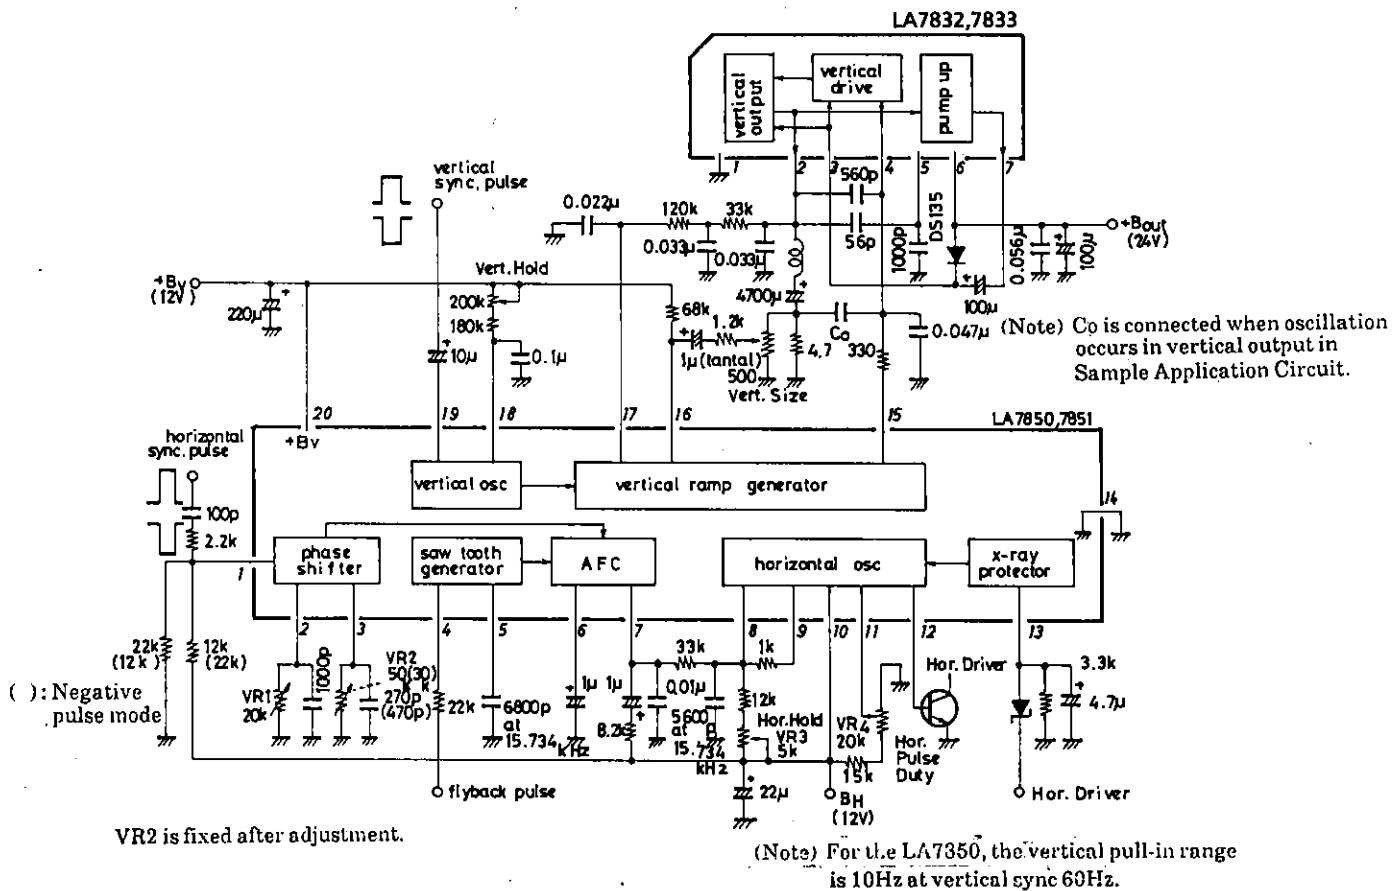 LA7832,7833
vertical output
vertical drive
pump up
1 2 3 4 5 6 7
vertical sync. pulse
560p
0.022μ
120k
33k
56p
1000p
DS135
+Bout (24V)
0.033μ
0.033μ
0.056μ
100μ
Vert. Hold
+Bv (12V)
220μ
200k
180k
4700μ
100μ
68k
1.2k
10μ
0.1μ
1μ(tantal)
500
Vert. Size
4.7
Co
330
0.047μ
(Note) Co is connected when oscillation
occurs in vertical output in
Sample Application Circuit.
20 19 18 17 16 15
LA7850,7851
+Bv
horizontal sync. pulse
vertical osc
vertical ramp generator
14
100p
2.2k
1
phase shifter
saw tooth generator
AFC
horizontal osc
x-ray protector
2 3 4 5 6 7 8 9 10 11 12 13
22k (12k)
12k (22k)
( ): Negative
pulse mode
VR1 20k
1000p
VR2 50(30) k k
270p (470p)
22k
6800p at 15.734 kHz
1μ
1μ
8.2k
33k
0.01μ
5600 p at 15.734 kHz
1k
12k
Hor.Hold VR3 5k
22μ
VR4 20k
15k
Hor. Pulse Duty
Hor. Driver
3.3k
4.7μ
flyback pulse
BH (12V)
Hor. Driver
VR2 is fixed after adjustment.
(Note) For the LA7350, the vertical pull-in range
is 10Hz at vertical sync 60Hz.